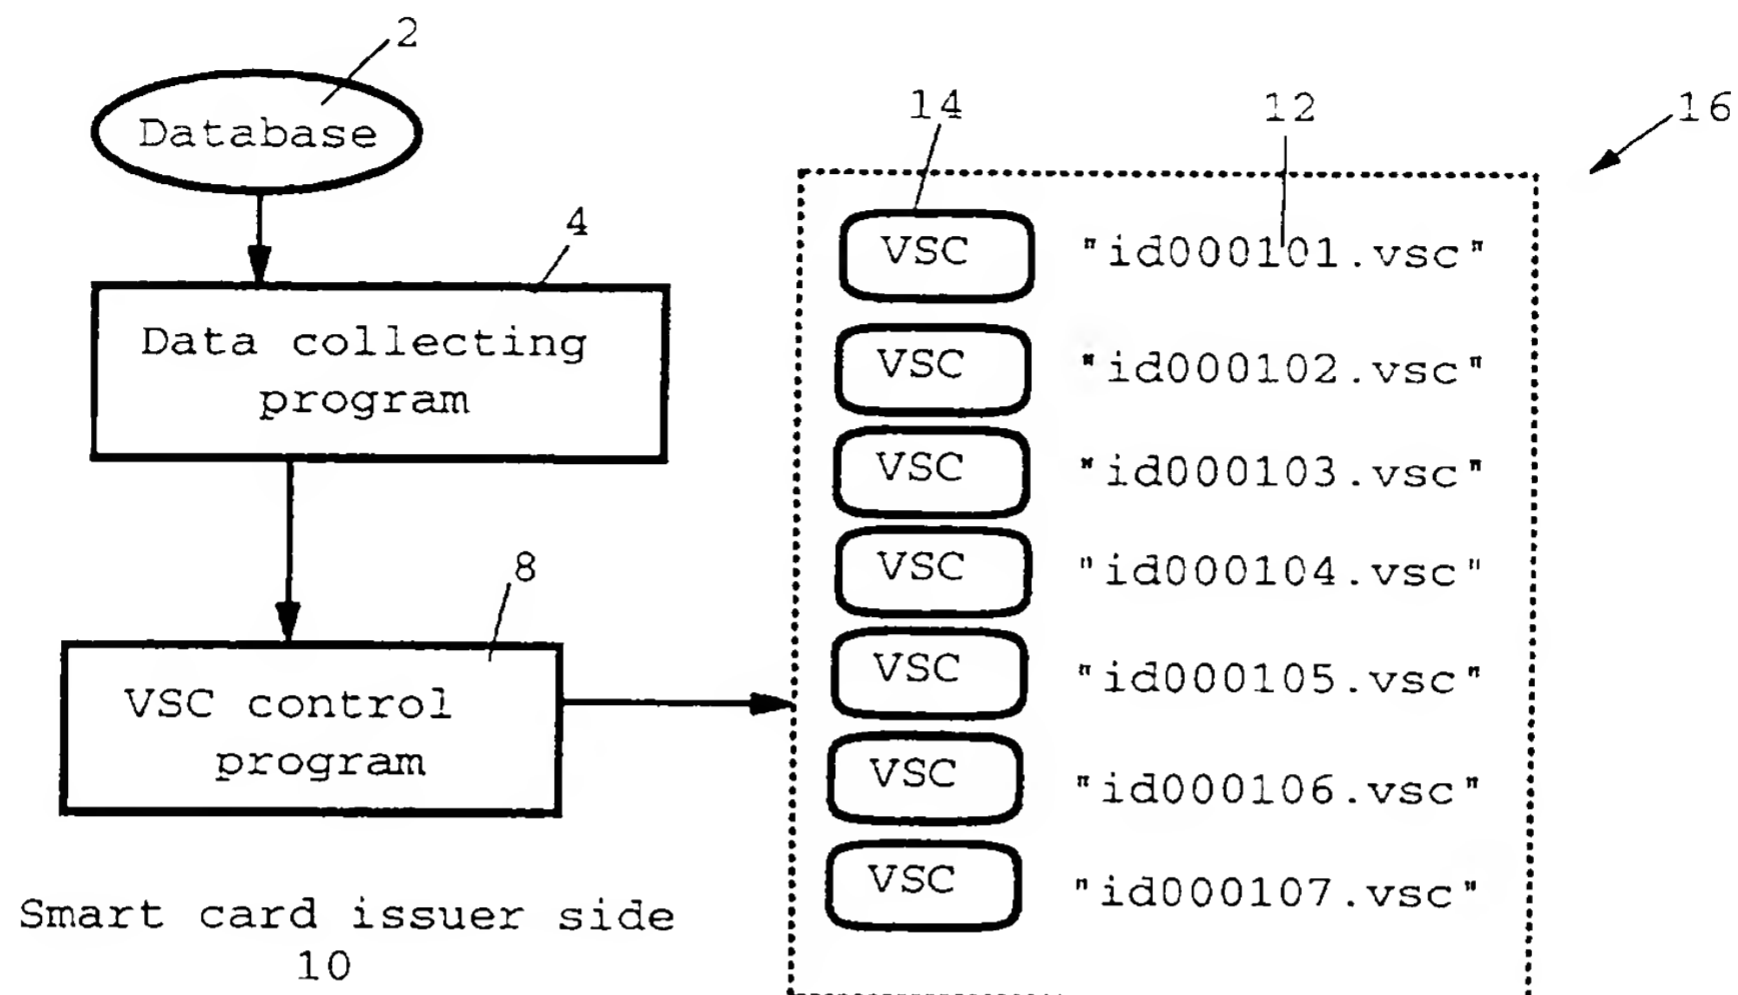 2
Database
4
Data collecting
program
8
VSC control
program
Smart card issuer side
10
14
12
16
VSC "id000101.vsc"
VSC "id000102.vsc"
VSC "id000103.vsc"
VSC "id000104.vsc"
VSC "id000105.vsc"
VSC "id000106.vsc"
VSC "id000107.vsc"